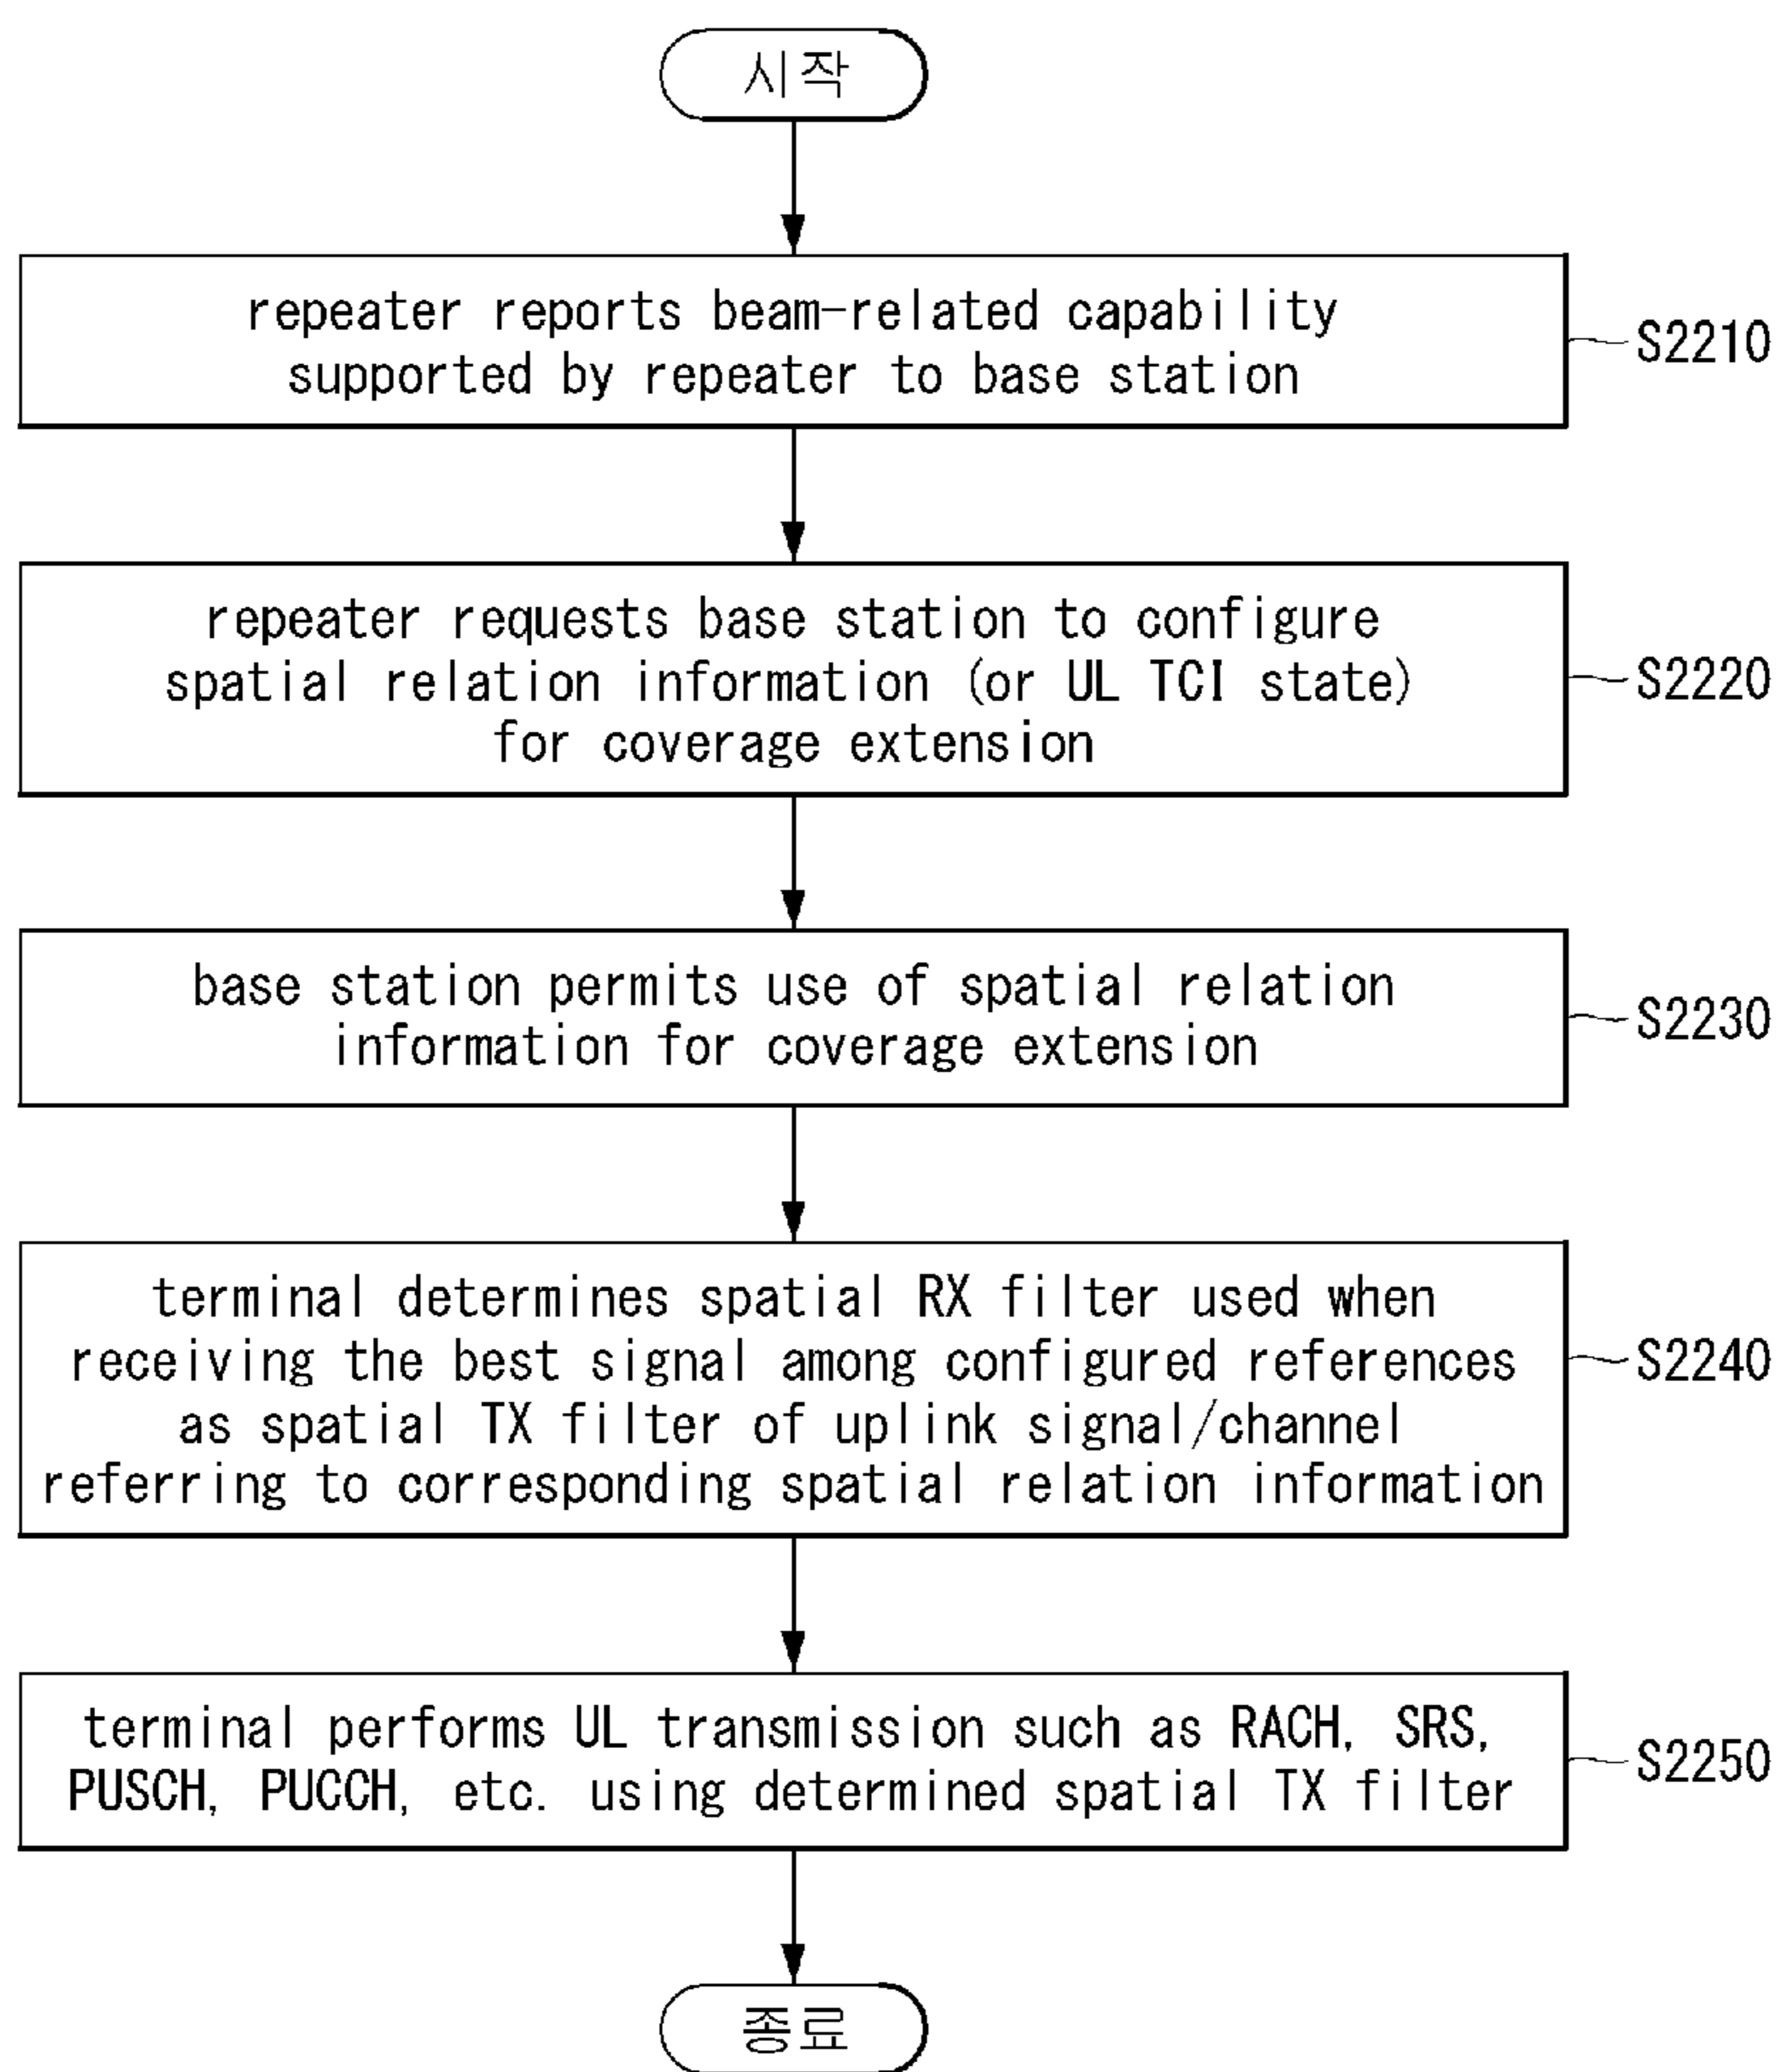 시작
repeater reports beam-related capability
supported by repeater to base station
S2210
repeater requests base station to configure
spatial relation information (or UL TCI state)
for coverage extension
S2220
base station permits use of spatial relation
information for coverage extension
S2230
terminal determines spatial RX filter used when
receiving the best signal among configured references
as spatial TX filter of uplink signal/channel
referring to corresponding spatial relation information
S2240
terminal performs UL transmission such as RACH, SRS,
PUSCH, PUCCH, etc. using determined spatial TX filter
S2250
종료